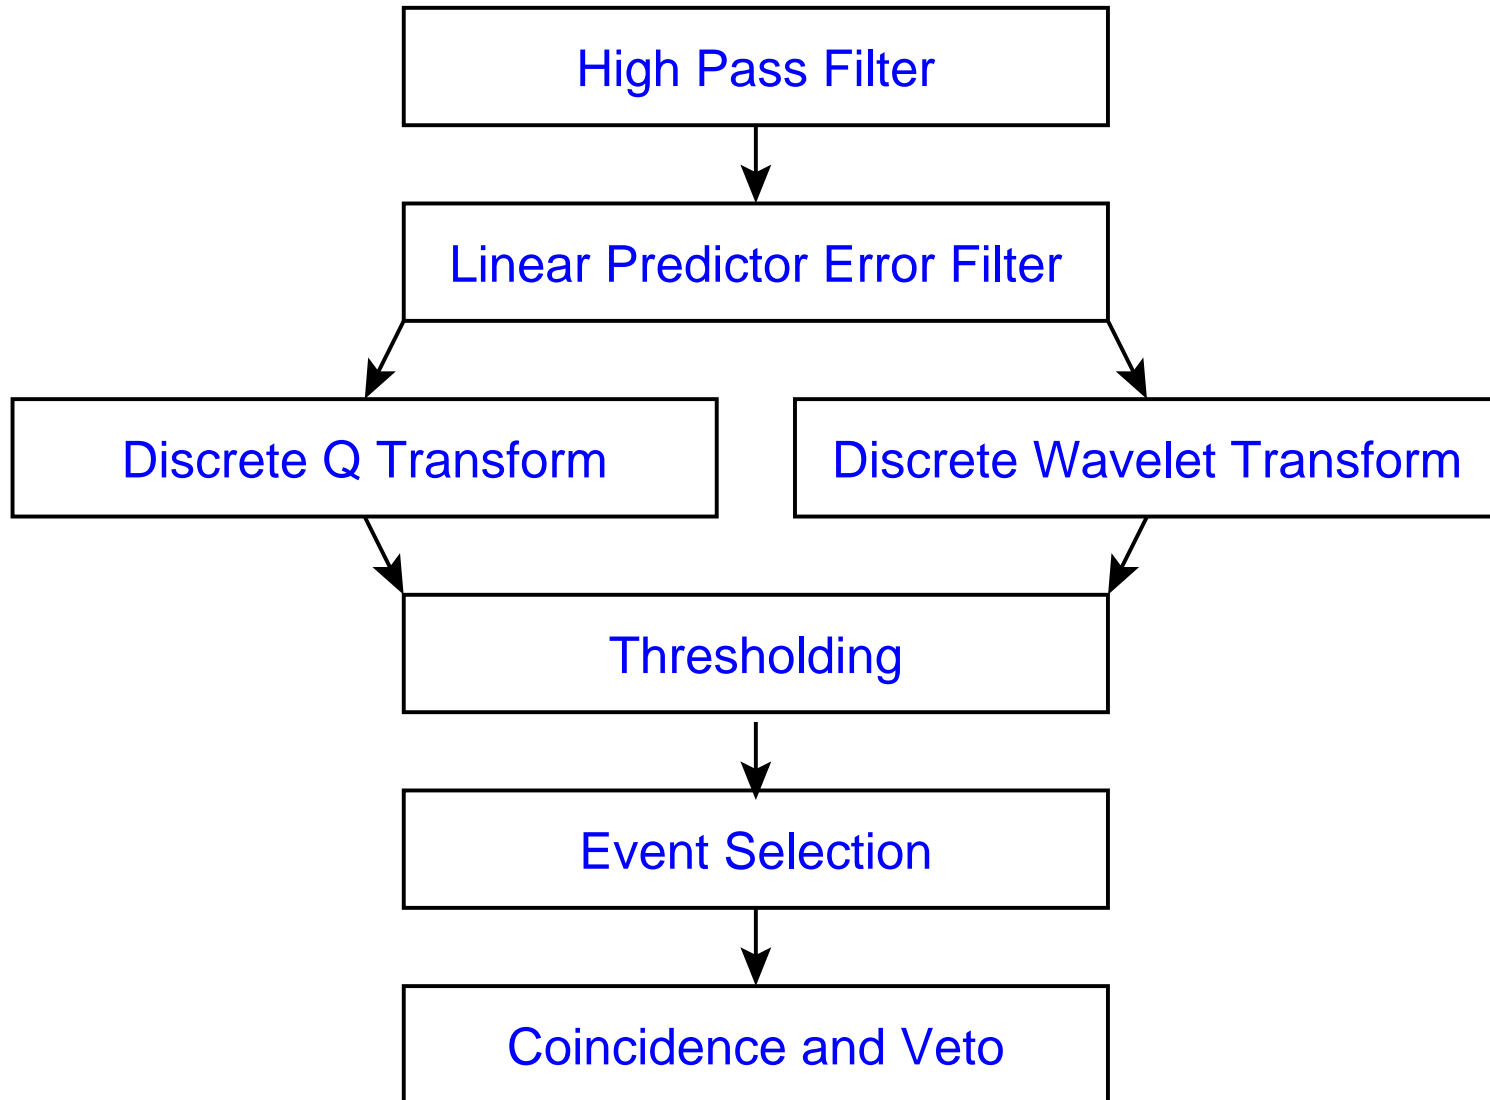 High Pass Filter
Linear Predictor Error Filter
Discrete Q Transform
Discrete Wavelet Transform
Thresholding
Event Selection
Coincidence and Veto